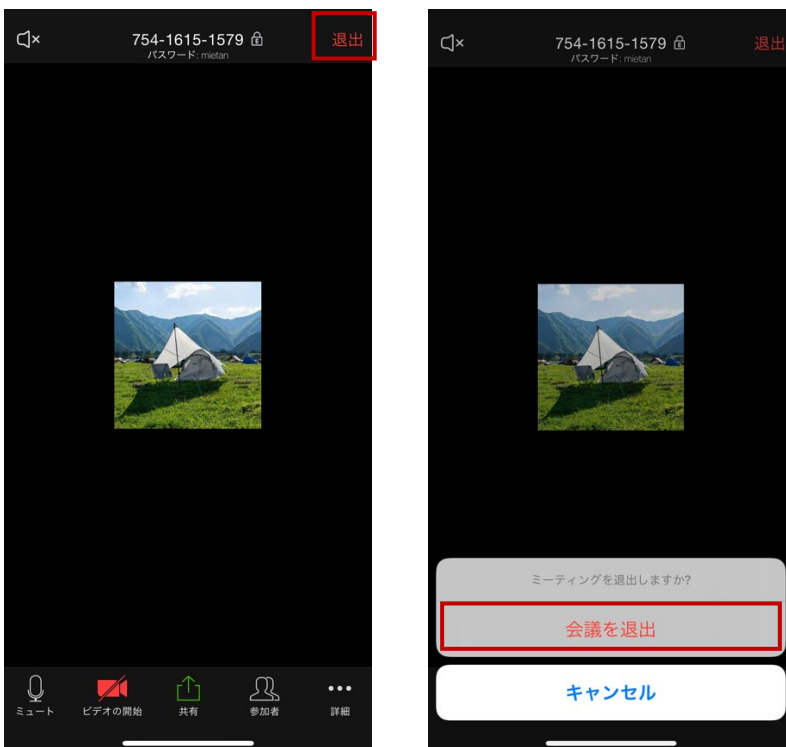 754-1615-1579
退出
パスワード: mietan
ミュート
ビデオの開始
共有
参加者
詳細
754-1615-1579
退出
パスワード: mietan
ミーティングを退出しますか?
会議を退出
キャンセル